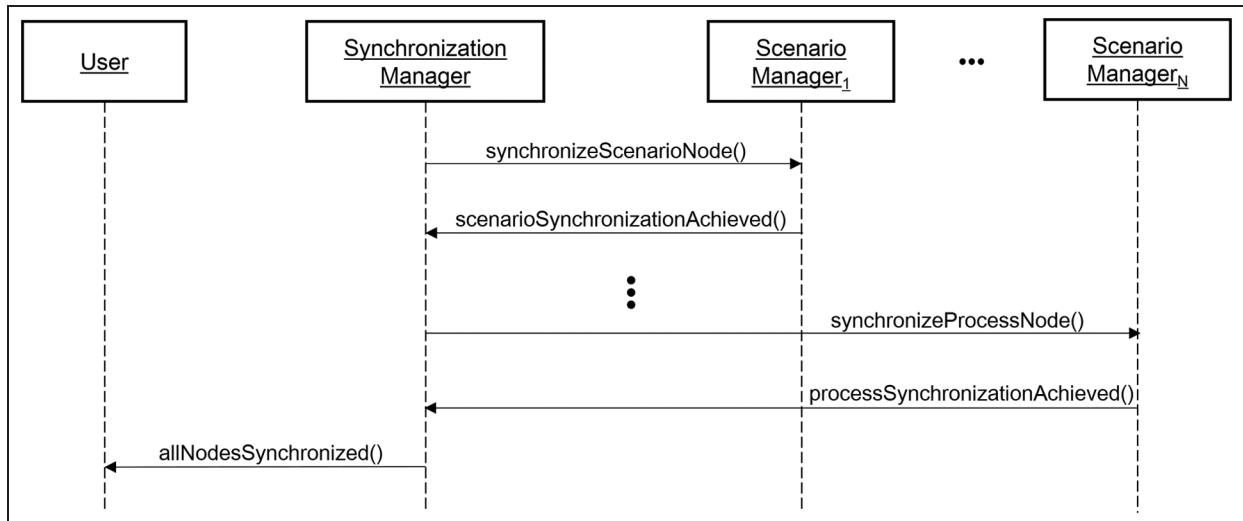 User
Synchronization
Manager
Scenario
Manager1
Scenario
ManagerN
synchronizeScenarioNode()
scenarioSynchronizationAchieved()
synchronizeProcessNode()
processSynchronizationAchieved()
allNodesSynchronized()